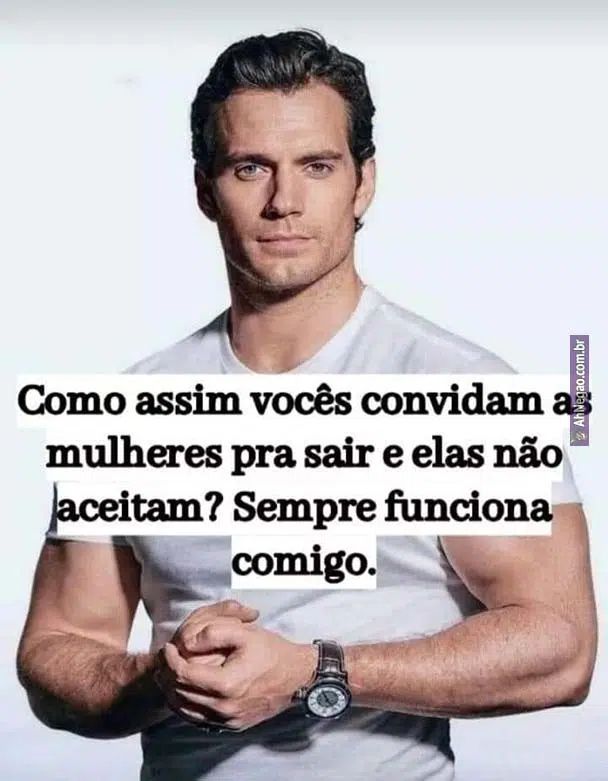 Como assim vocês convidam as
mulheres pra sair e elas não
aceitam? Sempre funciona
comigo.
AhNegao.com.br